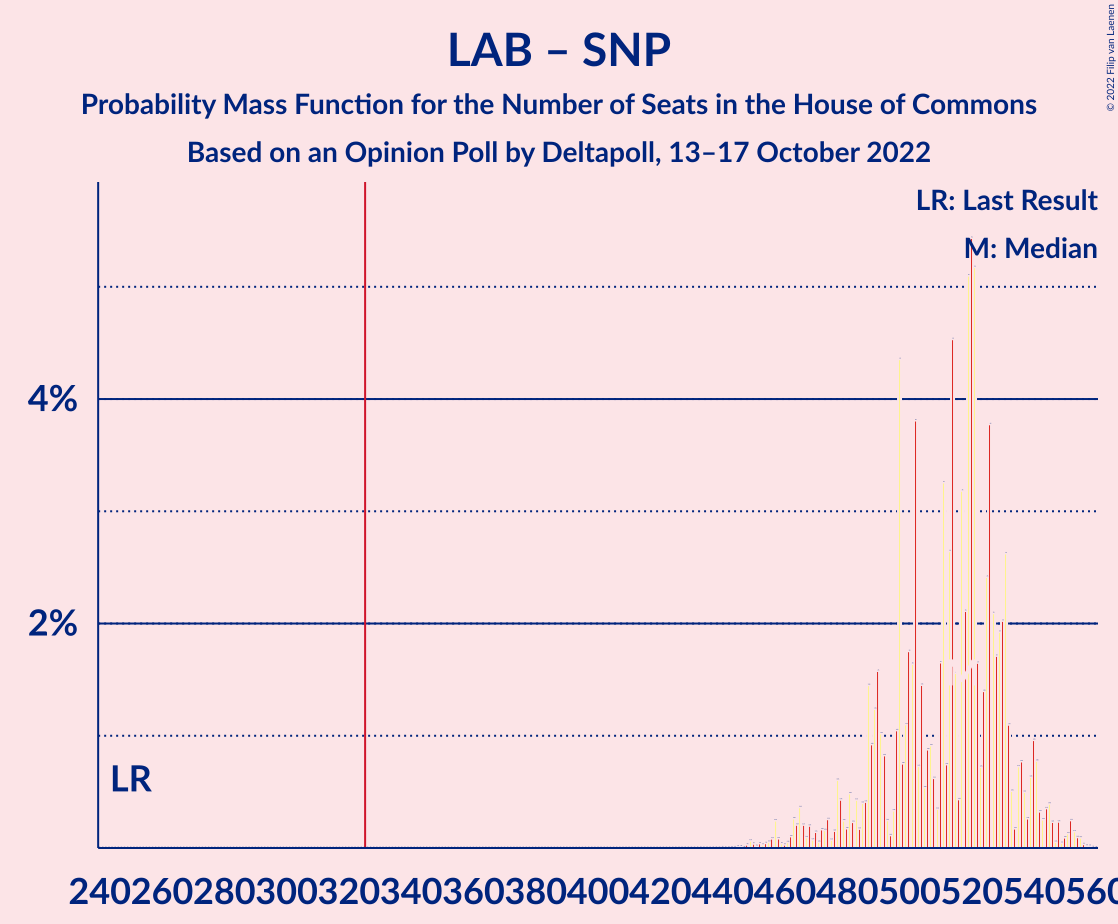 LAB – SNP
Probability Mass Function for the Number of Seats in the House of Commons
Based on an Opinion Poll by Deltapoll, 13–17 October 2022
© 2022 Filip van Laenen
LR: Last Result
M: Median
4%
2%
LR
240260280300320340360380400420440460480500520540560